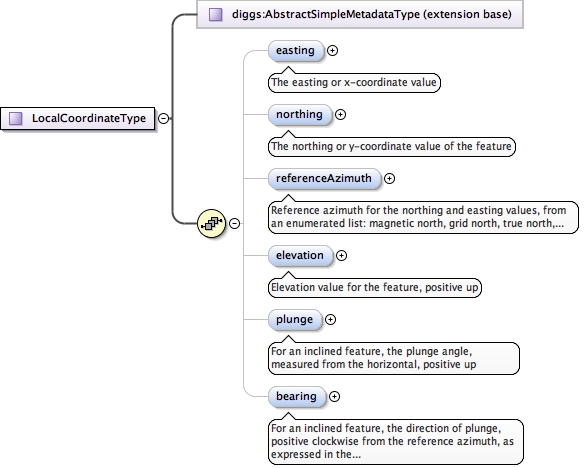 diggs:AbstractSimpleMetadataType (extension base)
easting
The easting or x-coordinate value
LocalCoordinateType
northing
The northing or y-coordinate value of the feature
referenceAzimuth
Reference azimuth for the northing and easting values, from
an enumerated list: magnetic north, grid north, true north,...
elevation
Elevation value for the feature, positive up
plunge
For an inclined feature, the plunge angle,
measured from the horizontal, positive up
bearing
For an inclined feature, the direction of plunge,
positive clockwise from the reference azimuth, as
expressed in the...